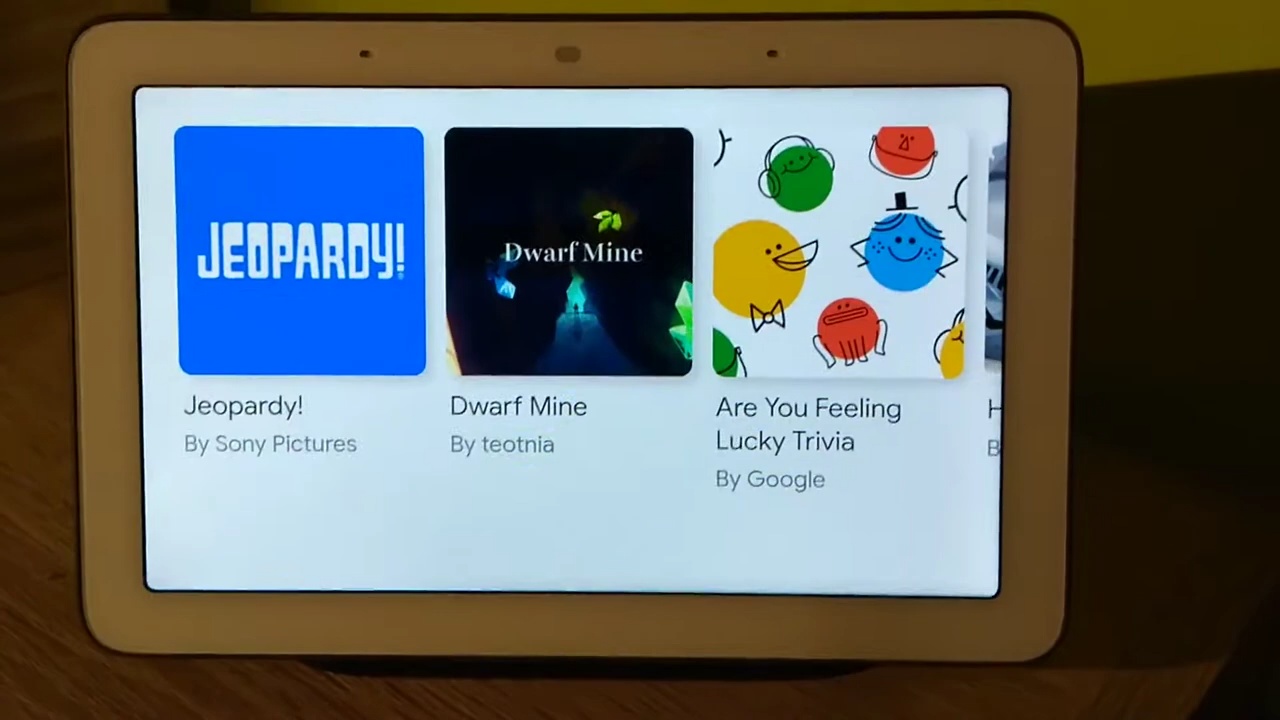 JEOPARDY!
Dwarf Mine
Jeopardy!
By Sony Pictures
Dwarf Mine
By teotnia
Are You Feeling
Lucky Trivia
By Google
H
B